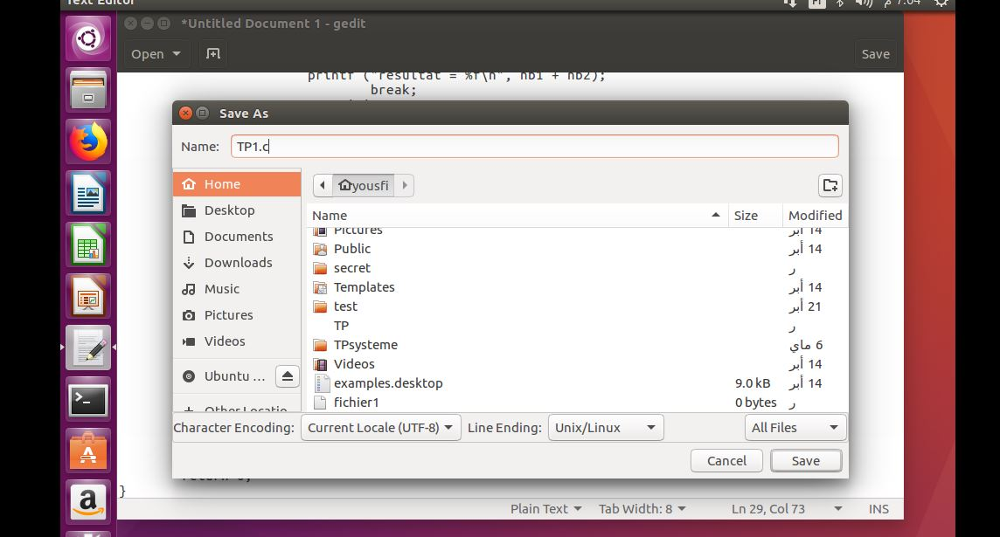 Text Editor
Fr
م 7:04
*Untitled Document 1 - gedit
Open
Save
printf ("resultat = %f\n", nb1 + nb2);
break;
Save As
Name: TP1.c
Home
Desktop
Documents
Downloads
Music
Pictures
Videos
Ubuntu ...
Other Locatio
yousfi
Name Size Modified
Pictures 14 أبر
Public 14 أبر
secret ر
Templates 14 أبر
test 21 أبر
TP ر
TPsysteme 6 ماي
Videos 14 أبر
examples.desktop 9.0 kB 14 أبر
fichier1 0 bytes ر
Character Encoding: Current Locale (UTF-8) Line Ending: Unix/Linux All Files
Cancel Save
return 0;
}
Plain Text Tab Width: 8 Ln 29, Col 73 INS